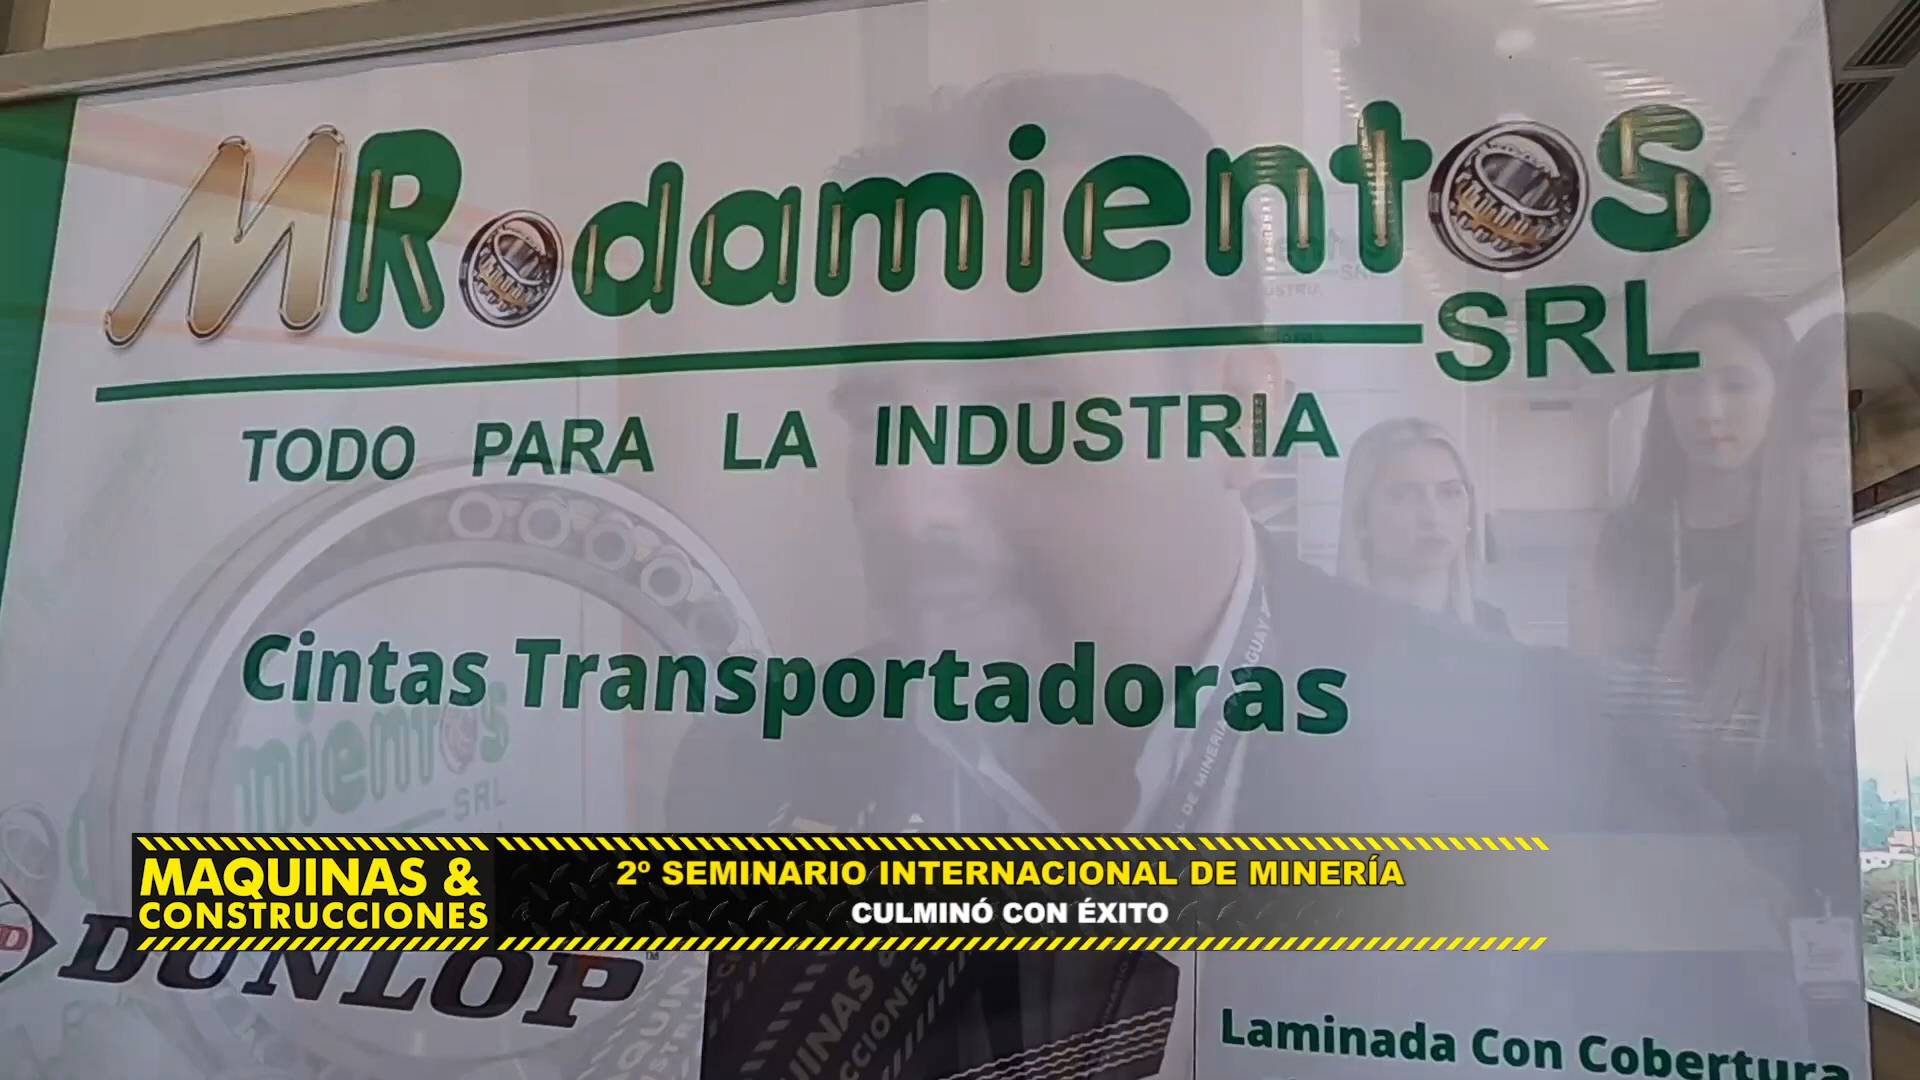 MRodamientos
SRL
TODO PARA LA INDUSTRIA
Cintas Transportadoras
mientos
SRL
MAQUINAS &
CONSTRUCCIONES
2º SEMINARIO INTERNACIONAL DE MINERÍA
CULMINÓ CON ÉXITO
DUNLOP
Laminada Con Cobertura